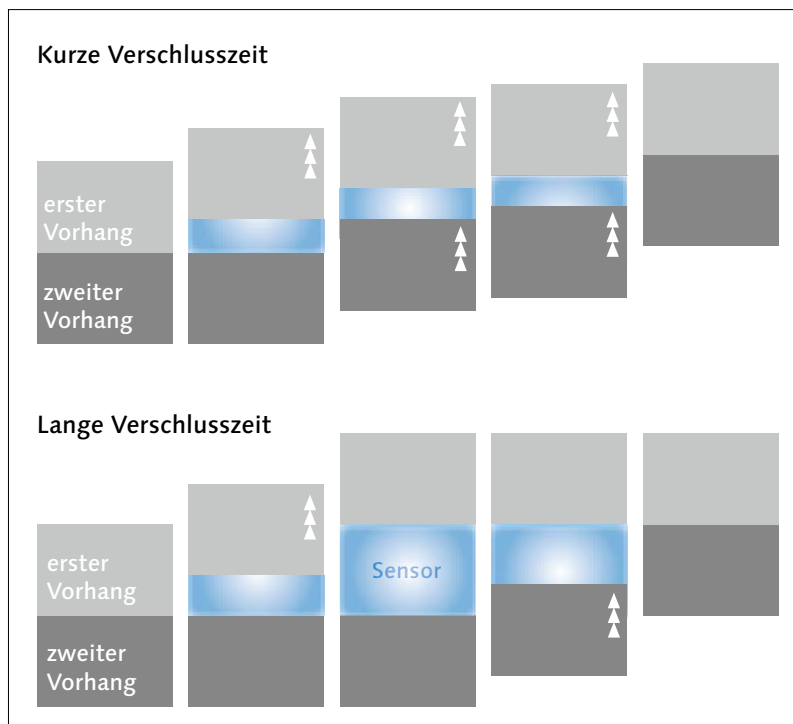 Kurze Verschlusszeit
erster
Vorhang
zweiter
Vorhang
Lange Verschlusszeit
erster
Vorhang
Sensor
zweiter
Vorhang